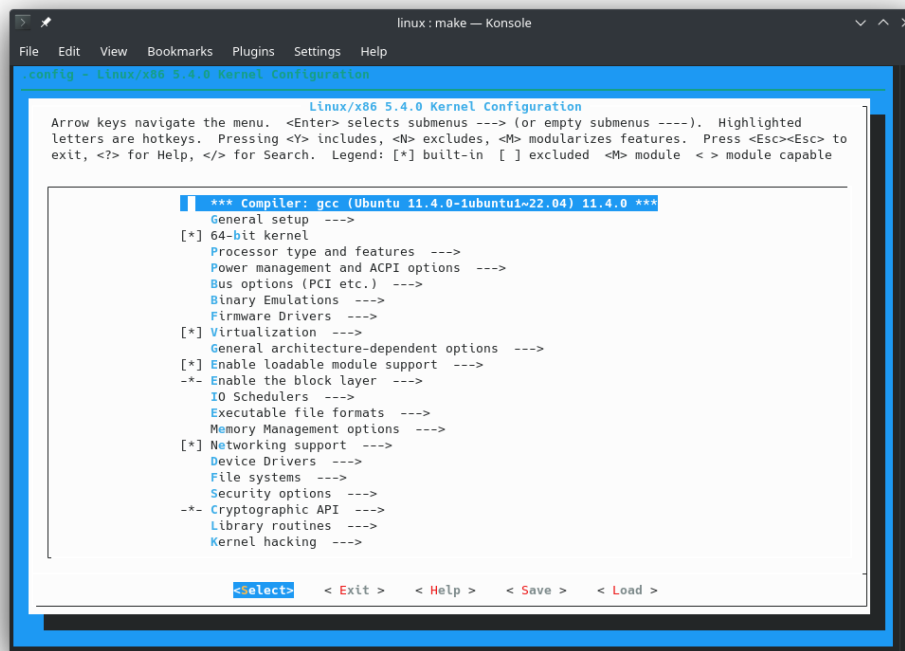 linux : make — Konsole
File Edit View Bookmarks Plugins Settings Help
.config - Linux/x86 5.4.0 Kernel Configuration
Linux/x86 5.4.0 Kernel Configuration
Arrow keys navigate the menu. <Enter> selects submenus ---> (or empty submenus ----). Highlighted
letters are hotkeys. Pressing <Y> includes, <N> excludes, <M> modularizes features. Press <Esc><Esc> to
exit, <?> for Help, </> for Search. Legend: [*] built-in [ ] excluded <M> module < > module capable
*** Compiler: gcc (Ubuntu 11.4.0-1ubuntu1~22.04) 11.4.0 ***
General setup --->
[*] 64-bit kernel
Processor type and features --->
Power management and ACPI options --->
Bus options (PCI etc.) --->
Binary Emulations --->
Firmware Drivers --->
[*] Virtualization --->
General architecture-dependent options --->
[*] Enable loadable module support --->
-*- Enable the block layer --->
IO Schedulers --->
Executable file formats --->
Memory Management options --->
[*] Networking support --->
Device Drivers --->
File systems --->
Security options --->
-*- Cryptographic API --->
Library routines --->
Kernel hacking --->
<Select> < Exit > < Help > < Save > < Load >